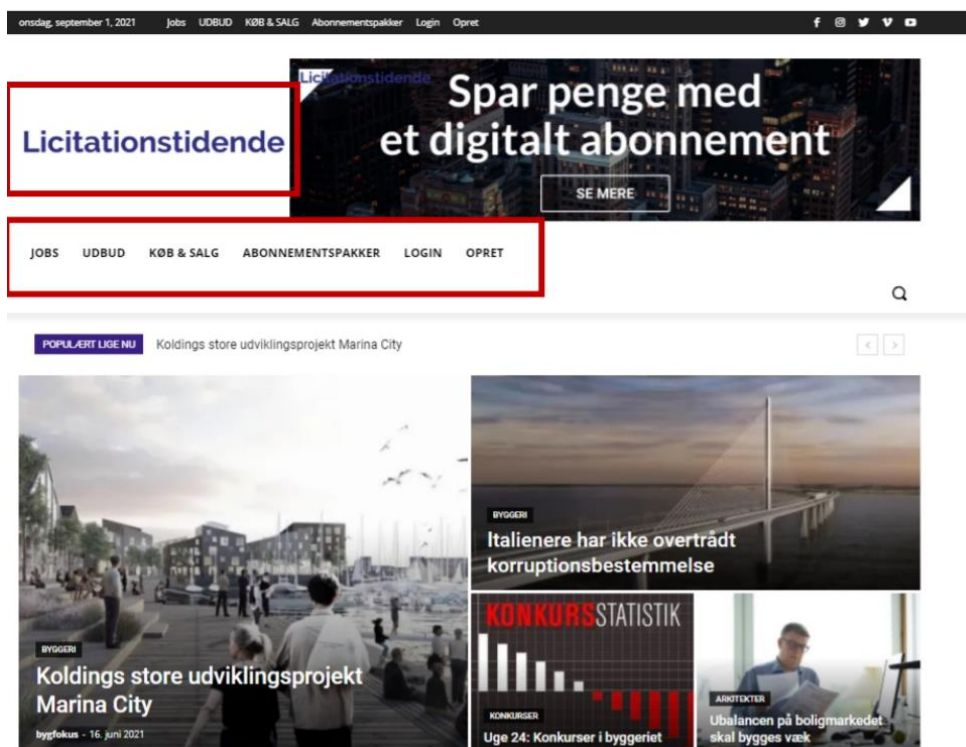 onsdag, september 1, 2021 Jobs UDBUD KØB & SALG Abonnementspakker Login Opret
Licitationstidende
Licitationstidende
Spar penge med
et digitalt abonnement
SE MERE
JOBS UDBUD KØB & SALG ABONNEMENTSPAKKER LOGIN OPRET
POPULÆRT LIGE NU Koldings store udviklingsprojekt Marina City
BYGGERI
Koldings store udviklingsprojekt
Marina City
bygfokus - 16. juni 2021
BYGGERI
Italienere har ikke overtrådt
korruptionsbestemmelse
KONKURSSTATISTIK
KONKURSER
Uge 24: Konkurser i byggeriet
ARKITEKTER
Ubalancen på boligmarkedet
skal bygges væk